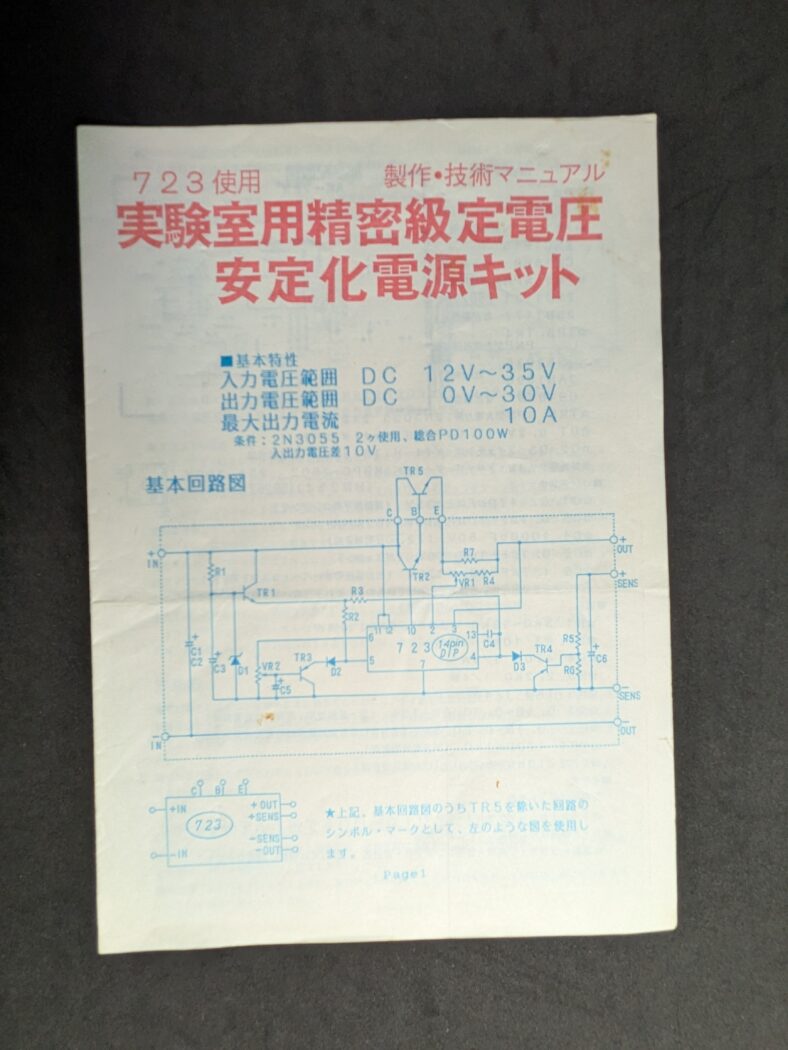 723使用 製作・技術マニュアル
実験室用精密級定電圧
安定化電源キット
■基本特性
入力電圧範囲 DC 12V〜35V
出力電圧範囲 DC 0V〜30V
最大出力電流 10A
条件:2N3055 2ヶ使用、総合PD100W
入出力電圧差10V
基本回路図
TR5
C B E
+ IN
+ OUT
R7
R1
TR1
TR2
VR1 R4
+ SENS
R3
R2
6 11 12 10 2 3 13
C4
723
14pin DIP
5 7 4
C1
C2
C3
D1
VR2
TR3
C5
D2
D3
TR4
R5
R6
C6
− SENS
− IN
− OUT
C B E
+IN
+OUT
+SENS
723
−SENS
−IN
−OUT
★上記、基本回路図のうちTR5を除いた回路の
シンボル・マークとして、左のような図を使用し
ます。
Page1